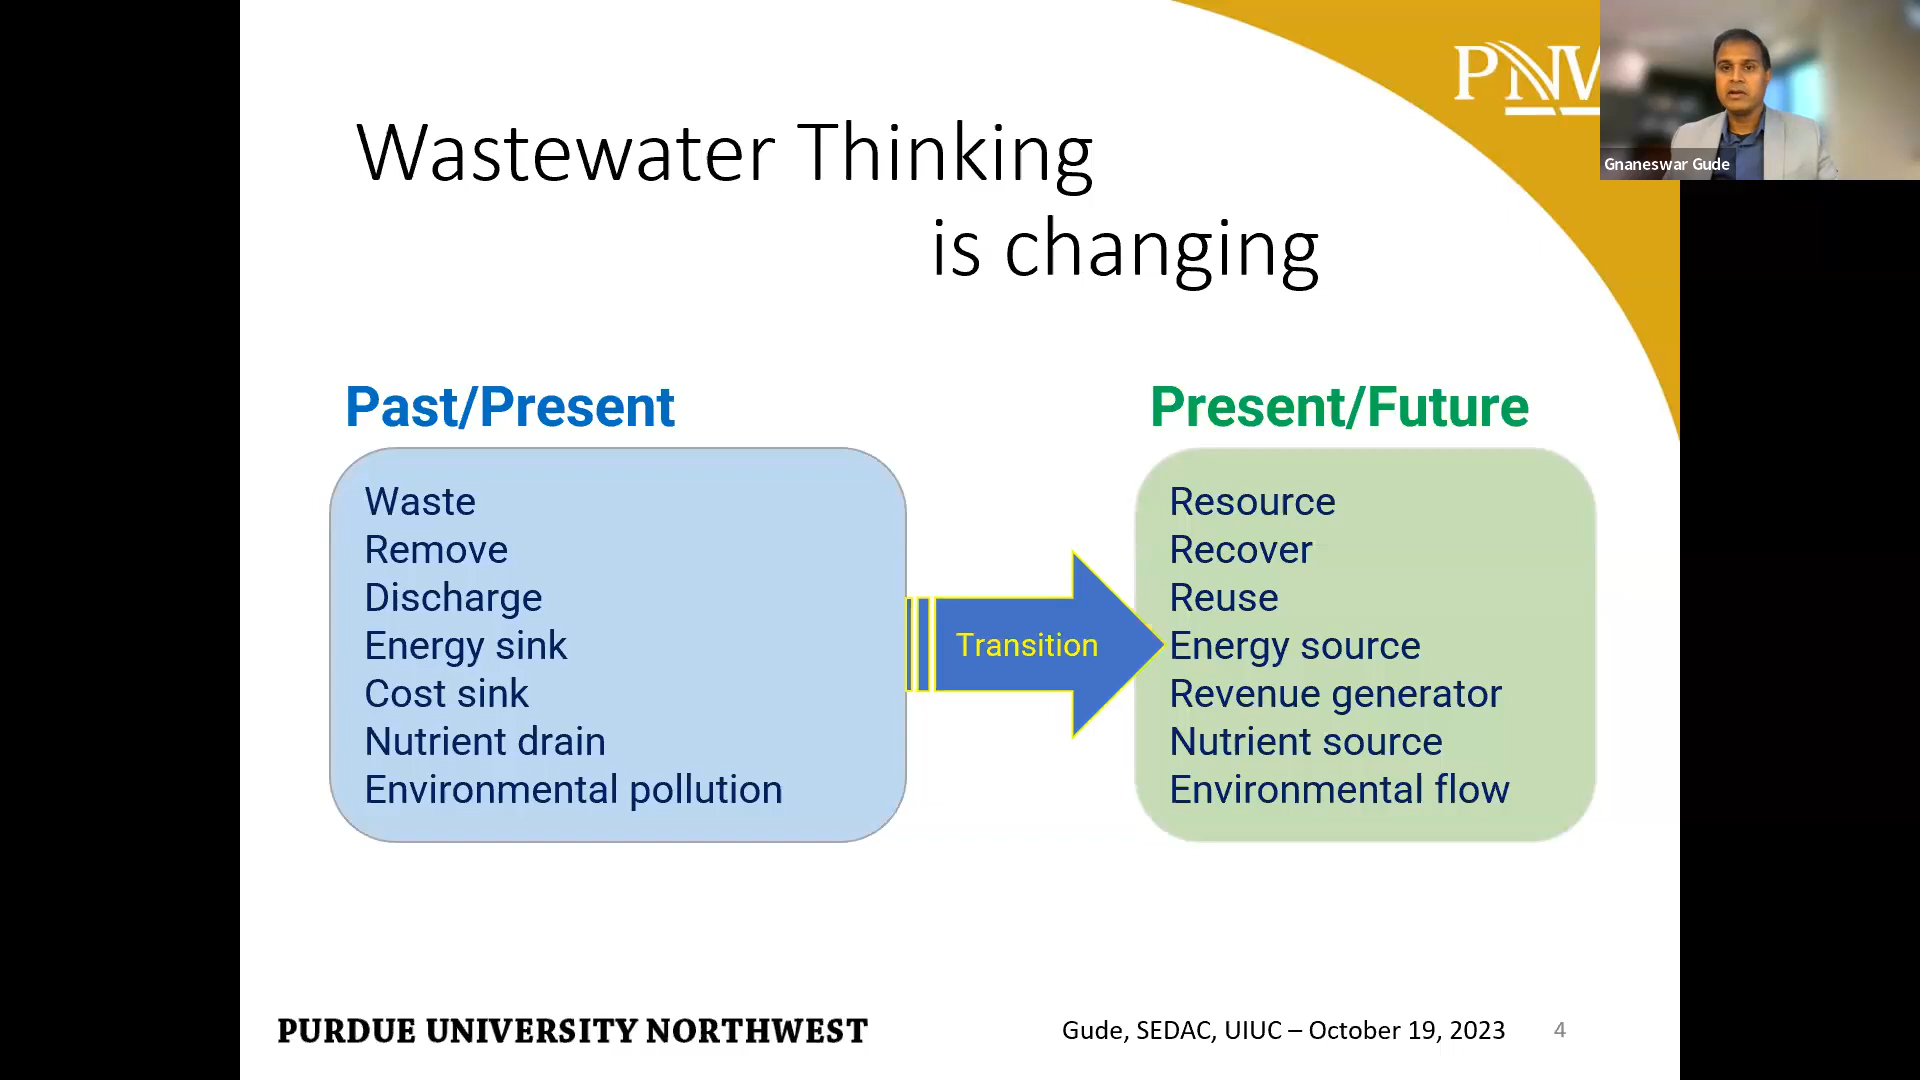 PNW
Gnaneswar Gude
Wastewater Thinking
is changing
Past/Present
Waste
Remove
Discharge
Energy sink
Cost sink
Nutrient drain
Environmental pollution
Transition
Present/Future
Resource
Recover
Reuse
Energy source
Revenue generator
Nutrient source
Environmental flow
PURDUE UNIVERSITY NORTHWEST
Gude, SEDAC, UIUC – October 19, 2023
4